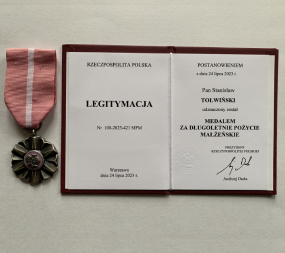 RZECZPOSPOLITA POLSKA
LEGITYMACJA
Nr 108-2023-421 MPM
Warszawa
dnia 24 lipca 2023 r.
POSTANOWIENIEM
z dnia 24 lipca 2023 r.
Pan Stanisław
TOŁWIŃSKI
odznaczony został
MEDALEM
ZA DŁUGOLETNIE POŻYCIE
MAŁŻEŃSKIE
PREZYDENT
RZECZYPOSPOLITEJ POLSKIEJ
Andrzej Duda